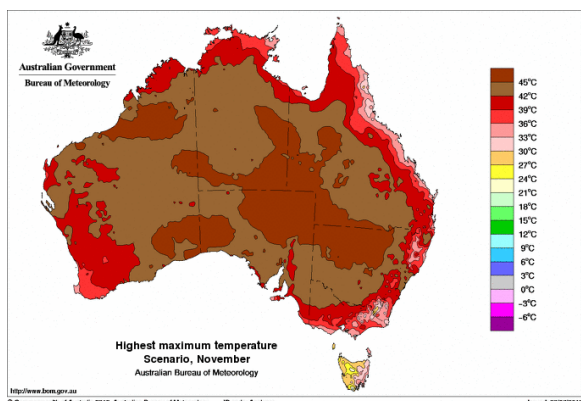 Australian Government
Bureau of Meteorology
45°C
42°C
39°C
36°C
33°C
30°C
27°C
24°C
21°C
18°C
15°C
12°C
9°C
6°C
3°C
0°C
-3°C
-6°C
Highest maximum temperature
Scenario, November
Australian Bureau of Meteorology
http://www.bom.gov.au